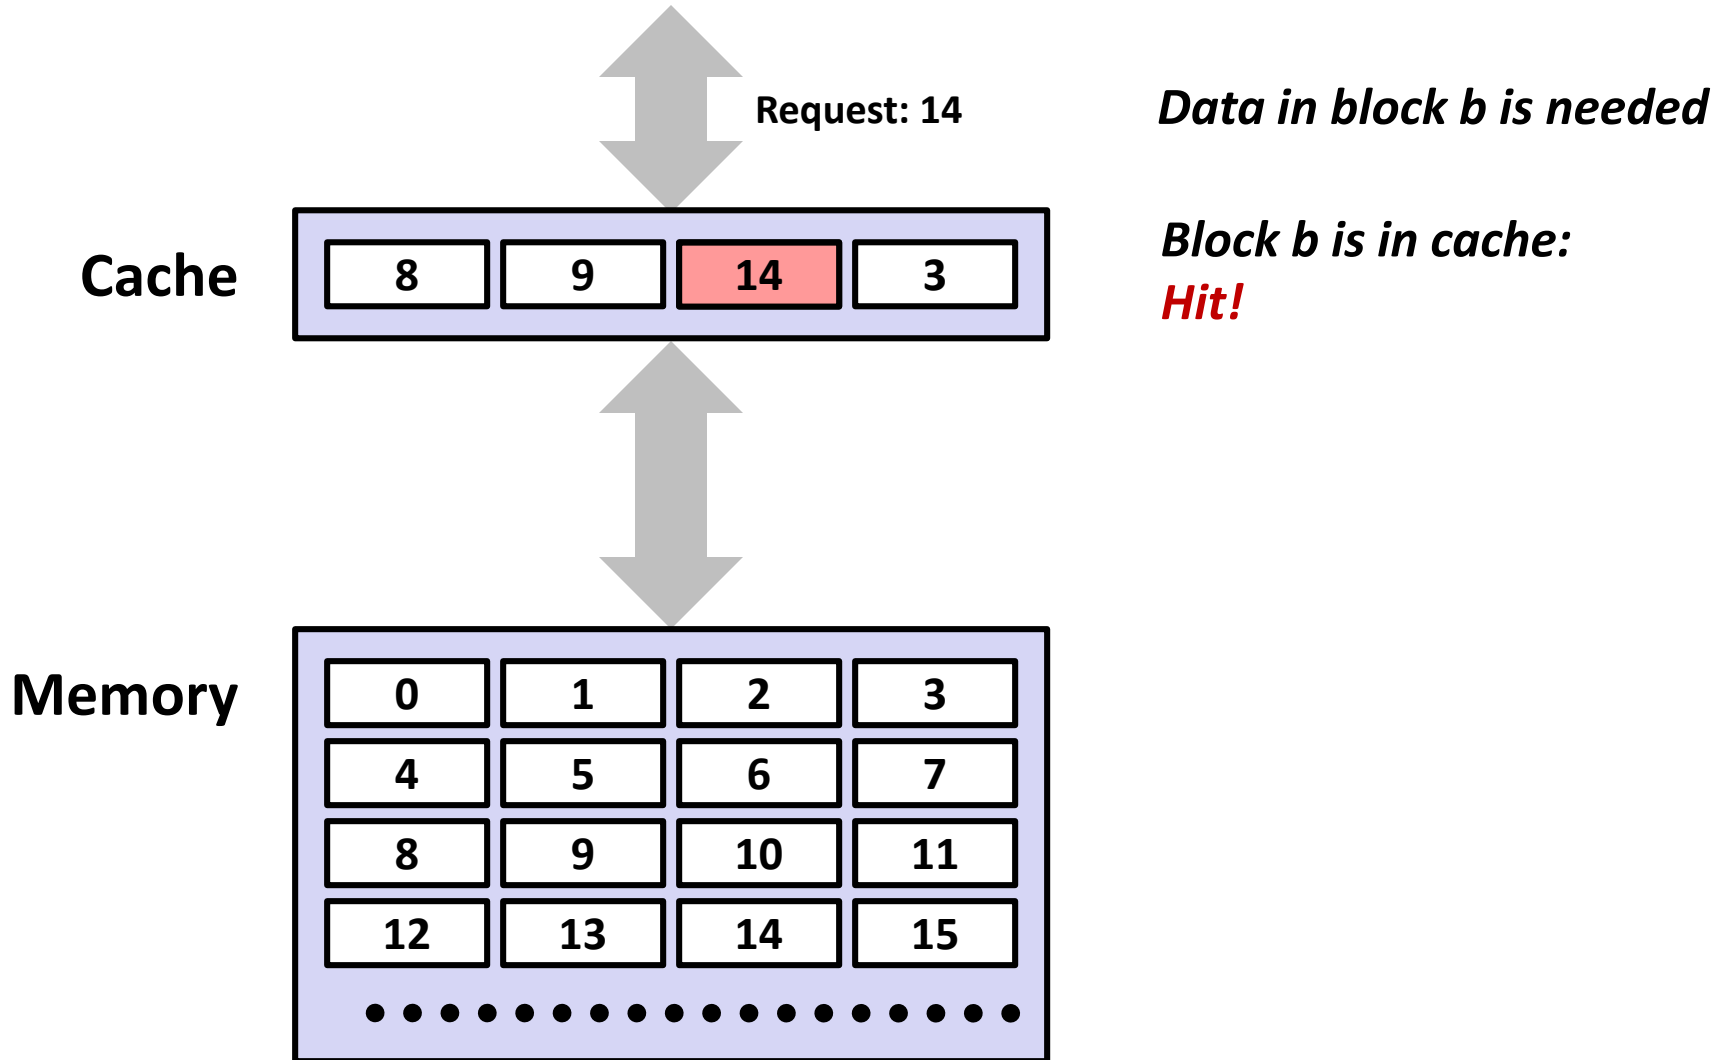 Request: 14
Data in block b is needed
Cache
8 9 14 3
Block b is in cache:
Hit!
Memory
0 1 2 3
4 5 6 7
8 9 10 11
12 13 14 15